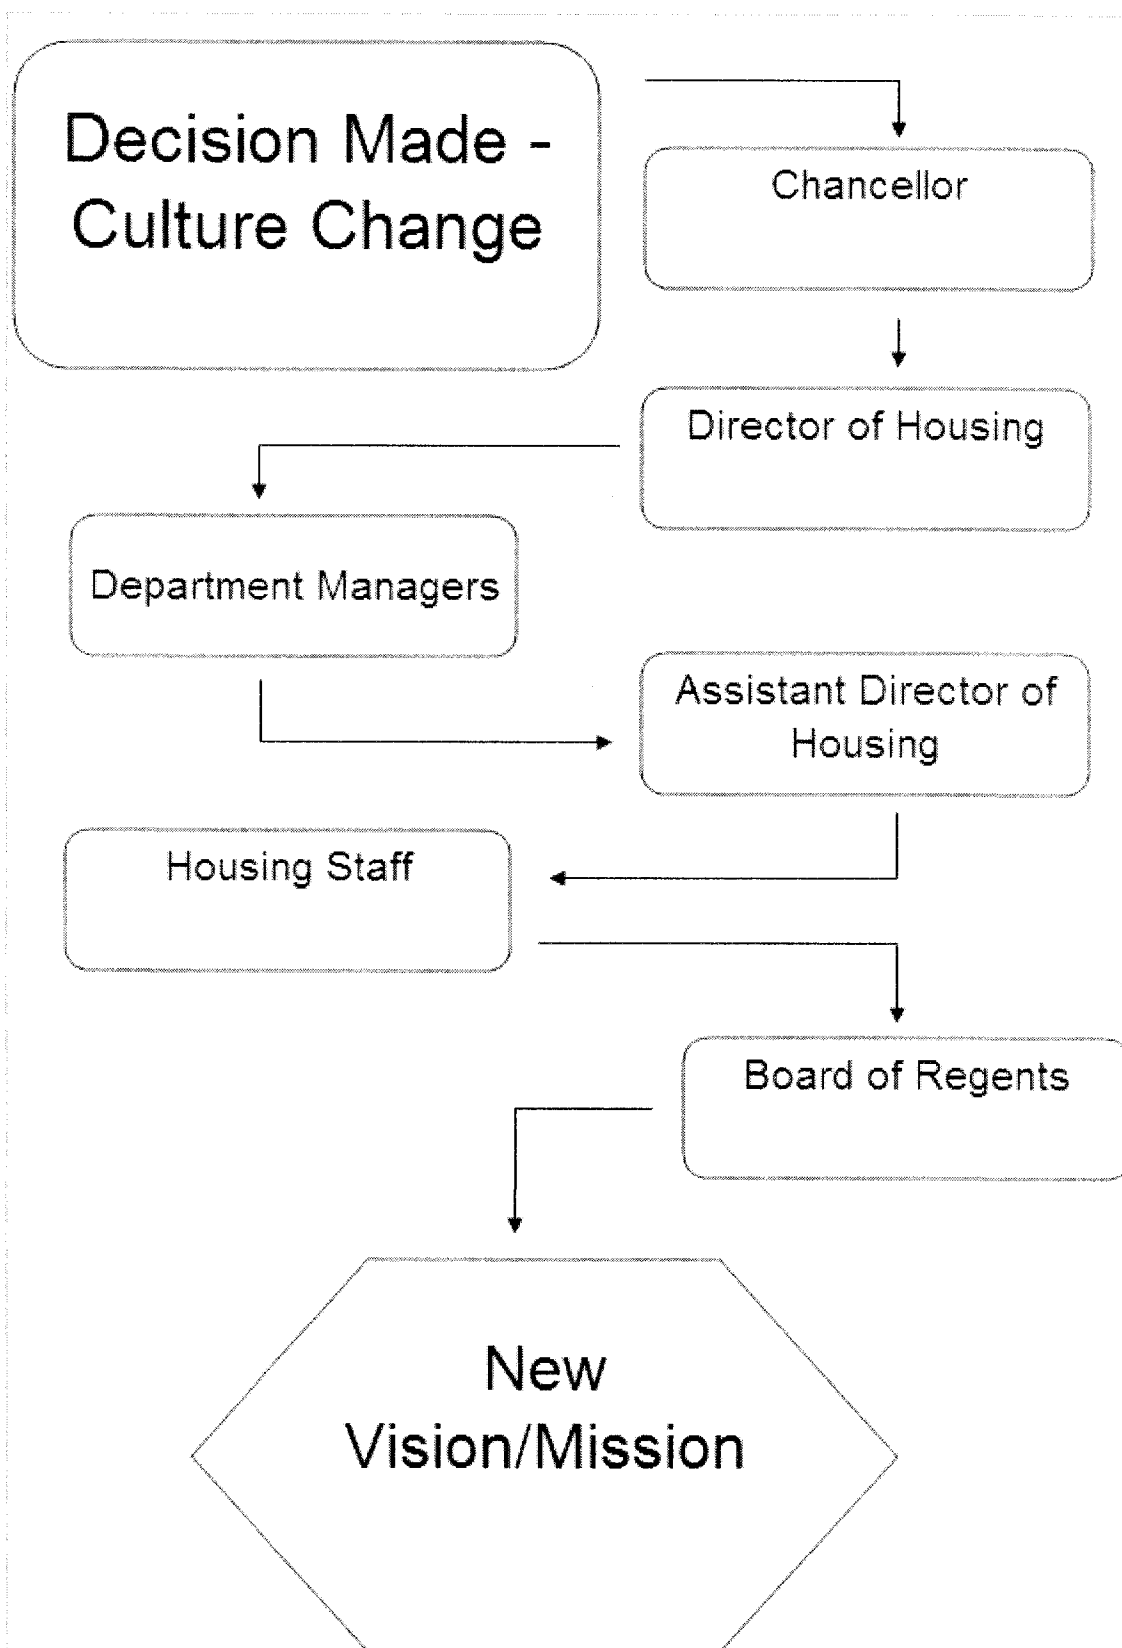 Decision Made -
Culture Change
Chancellor
Director of Housing
Department Managers
Assistant Director of
Housing
Housing Staff
Board of Regents
New
Vision/Mission